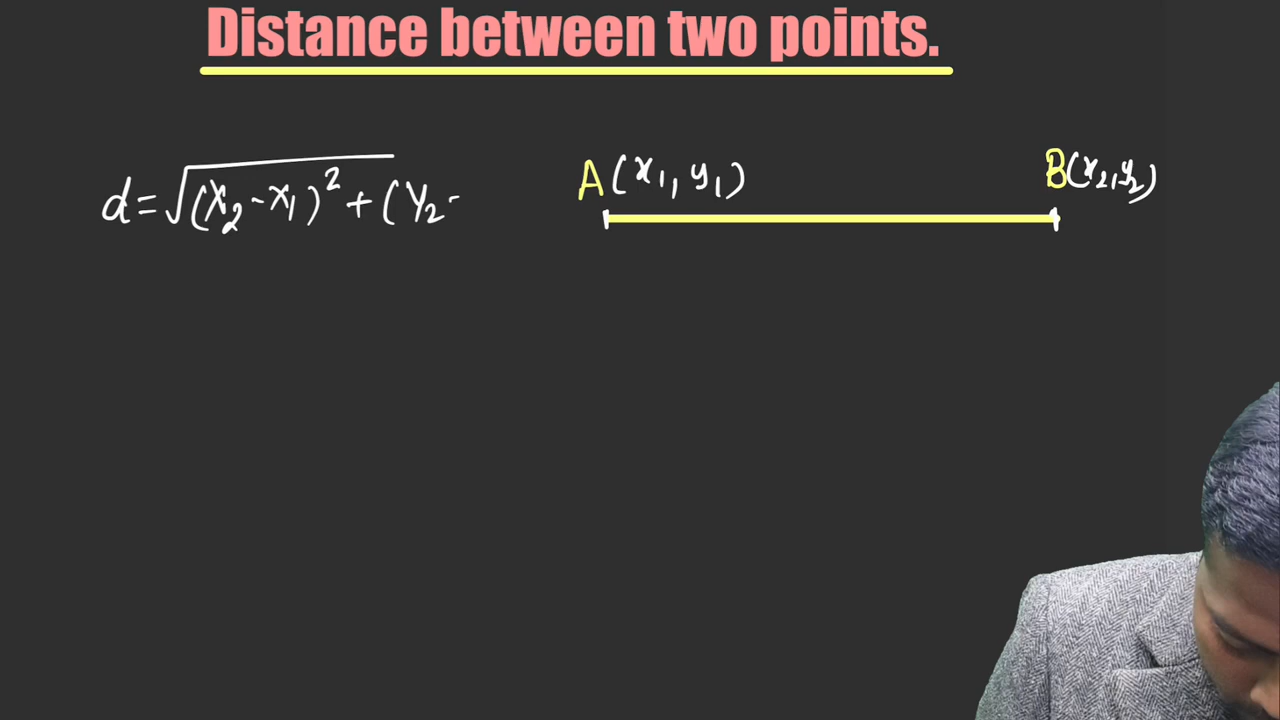 Distance between two points.
d=√(x₂-x₁)²+(y₂-
A(x₁,y₁)
B(x₂,y₂)